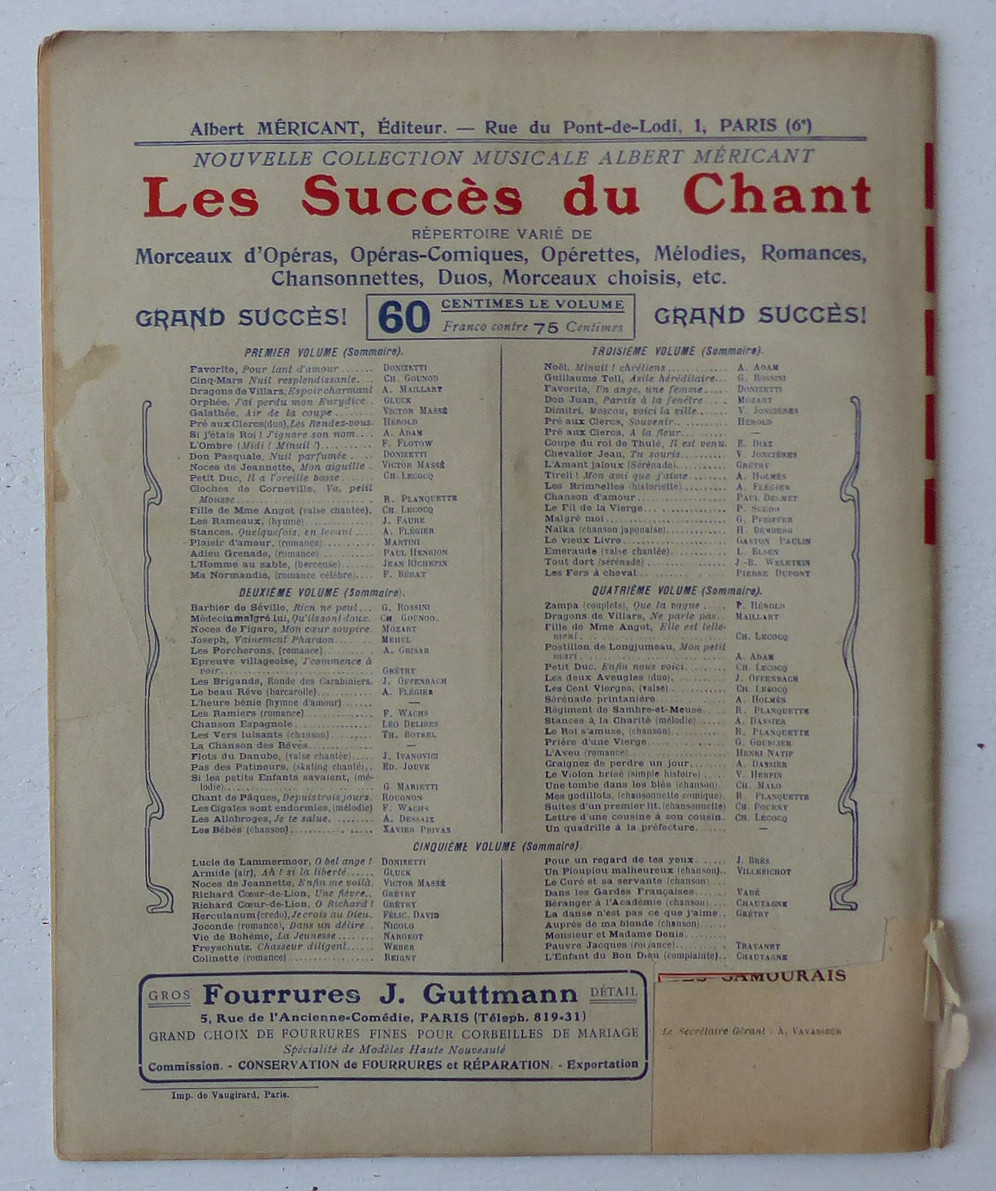 Albert MÉRICANT, Éditeur. — Rue du Pont-de-Lodi, 1, PARIS (6e)
NOUVELLE COLLECTION MUSICALE ALBERT MÉRICANT
Les Succès du Chant
RÉPERTOIRE VARIÉ DE
Morceaux d'Opéras, Opéras-Comiques, Opérettes, Mélodies, Romances,
Chansonnettes, Duos, Morceaux choisis, etc.
GRAND SUCCÈS!
60 CENTIMES LE VOLUME
Franco contre 75 Centimes
GRAND SUCCÈS!
PREMIER VOLUME (Sommaire).
Favorite, Pour tant d'amour ....... DONIZETTI
Cinq-Mars Nuit resplendissante.... CH. GOUNOD
Dragons de Villars, Espoir charmant A. MAILLART
Orphée, J'ai perdu mon Eurydice.. GLUCK
Galathée, Air de la coupe ........ VICTOR MASSÉ
Pré aux Clercs (duo), Les Rendez-vous HÉROLD
Si j'étais Roi ! J'ignore son nom.... A. ADAM
L'Ombre (Midi ! Minuit !).......... F. FLOTOW
Don Pasquale, Nuit parfumée .... DONIZETTI
Noces de Jeannette, Mon aiguille . VICTOR MASSÉ
Petit Duc, Il a l'oreille basse ...... CH. LECOCQ
Cloches de Corneville, Va, petit
Mousse ........................ R. PLANQUETTE
Fille de Mme Angot (valse chantée). CH. LECOCQ
Les Rameaux, (hymne) ........... J. FAURE
Stances, Quelquefois, en levant .... A. FLÉGIER
Plaisir d'amour, (romance)........ MARTINI
Adieu Grenade, (romance)........ PAUL HENRION
L'Homme au sable, (berceuse)..... JEAN RICHEPIN
Ma Normandie, (romance célèbre).... F. BÉRAT
DEUXIÈME VOLUME (Sommaire).
Barbier de Séville, Rien ne peut... G. ROSSINI
Médecin malgré lui, Qu'ils sont doux. CH. GOUNOD.
Noces de Figaro, Mon cœur soupire. MOZART
Joseph, Vainement Pharaon....... MÉHUL
Les Porcherons, (romance)........ A. GRISAR
Epreuve villageoise, J'commence à
voir........................... GRÉTRY
Les Brigands, Ronde des Carabiniers. J. OFFENBACH
Le beau Rêve (barcarolle).......... A. FLÉGIER
L'heure bénie (hymne d'amour)...... —
Les Ramiers (romance)............ F. WACHS
Chanson Espagnole ............... LÉO DELIBES
Les Vers luisants (chanson)........ TH. BOTREL
La Chanson des Rêves............ —
Flots du Danube, (valse chantée).... J. IVANOVICI
Pas des Patineurs, (skating chanté).. ED. JOUVE
Si les petits Enfants savaient, (mé-
lodie)......................... G. MARIETTI
Chant de Pâques, Depuis trois jours. ROUGNON
Les Cigales sont endormies, (mélodie) F. WACHS
Les Allobroges, Je te salue. ....... A. DESSAIX
Les Bébés (chanson).............. XAVIER PRIVAS
TROISIÈME VOLUME (Sommaire).
Noël, Minuit ! chrétiens .......... A. ADAM
Guillaume Tell, Asile héréditaire... G. ROSSINI
Favorite, Un ange, une femme..... DONIZETTI
Don Juan, Parais à la fenêtre .... MOZART
Dimitri, Moscou, voici la ville..... V. JONCIÈRES
Pré aux Clercs, Souvenir.......... HÉROLD
Pré aux Clercs, A la fleur........ —
Coupe du roi de Thulé, Il est venu. E. DIAZ
Chevalier Jean, Tu souris......... V. JONCIÈRES
L'Amant jaloux (Sérénade)......... GRÉTRY
Tireli ! Mon ami que j'aime ...... A. HOLMÈS
Les Brimbelles (historiette)........ A. FLÉGIER
Chanson d'amour................. PAUL DELMET
Le Fil de la Vierge.............. P. SCUDO
Malgré moi...................... G. PFEIFFER
Naïka (chanson japonaise)......... H. BEMBERG
Le vieux Livre................... GASTON PAULIN
Emeraude (valse chantée).......... L. ELSEN
Tout dort (sérénade) ............. J.-B. WEKERLIN
Les Fers à cheval................ PIERRE DUPONT
QUATRIÈME VOLUME (Sommaire).
Zampa (couplets), Que la vague ..... F. HÉROLD
Dragons de Villars, Ne parle pas.. MAILLART
Fille de Mme Angot, Elle est telle-
ment.......................... CH. LECOCQ
Postillon de Longjumeau, Mon petit
mari.......................... A. ADAM
Petit Duc, Enfin nous voici........ CH. LECOCQ
Les deux Aveugles (duo).......... J. OFFENBACH
Les Cent Vierges, (valse).......... CH. LECOCQ
Sérénade printanière............. A. HOLMÈS
Régiment de Sambre-et-Meuse .. R. PLANQUETTE
Stances à la Charité (mélodie) .... A. DASSIER
Le Roi s'amuse, (chanson)......... R. PLANQUETTE
Prière d'une Vierge.............. G. GOUBLIER
L'Aveu (romance)................ HENRI NATIF
Craignez de perdre un jour....... A. DASSIER
Le Violon brisé (simple histoire).... V. HERPIN
Une tombe dans les blés (chanson). CH. MALO
Mes godillots, (chansonnette comique). R. PLANQUETTE
Suites d'un premier lit, (chansonnette) CH. POURNY
Lettre d'une cousine à son cousin. CH. LECOCQ
Un quadrille à la préfecture...... —
CINQUIÈME VOLUME (Sommaire).
Lucie de Lammermoor, O bel ange ! DONIZETTI
Armide (air), Ah ! si la liberté...... GLUCK
Noces de Jeannette, Enfin me voilà. VICTOR MASSÉ
Richard Cœur-de-Lion, Une fièvre.. GRÉTRY
Richard Cœur-de-Lion, O Richard ! GRÉTRY
Herculanum (credo), Je crois au Dieu. FÉLIC. DAVID
Joconde (romance), Dans un délire .. NICOLO
Vie de Bohème, La Jeunesse....... NARGEOT
Freyschutz, Chasseur diligent...... WEBER
Colinette (romance)............... BEIGNY
Pour un regard de tes yeux. ..... J. BRÉS
Un Pioupiou malheureux (chanson).. VILLEBICHOT
Le Curé et sa servante (chanson)....
Dans les Gardes Françaises....... VADÉ
Béranger à l'Académie (chanson).... CHAUTAGNE
La danse n'est pas ce que j'aime.. GRÉTRY
Auprès de ma blonde (chanson).....
Monsieur et Madame Denis........
Pauvre Jacques (romance)......... TRAVANET
L'Enfant du Bon Dieu (complainte).. CHAUTAGNE
GROS Fourrures J. Guttmann DÉTAIL
5, Rue de l'Ancienne=Comédie, PARIS (Téleph. 819=31)
GRAND CHOIX DE FOURRURES FINES POUR CORBEILLES DE MARIAGE
Spécialité de Modèles Haute Nouveauté
Commission. - CONSERVATION de FOURRURES et RÉPARATION. - Exportation
Imp. de Vaugirard, Paris.
SAMOURAIS
Le Secrétaire Gérant : A. VAVASSEUR